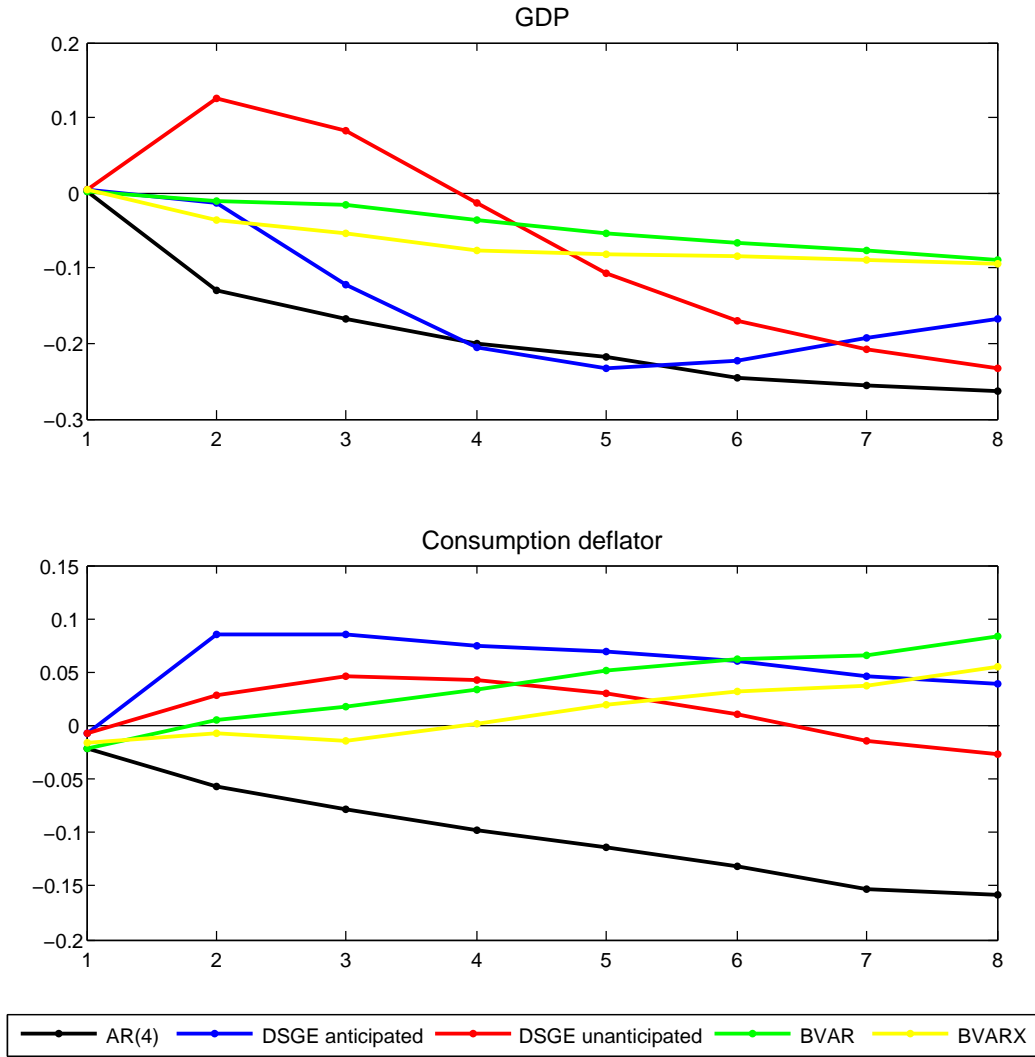 GDP
0.2
0.1
0
−0.1
−0.2
−0.3
1 2 3 4 5 6 7 8
Consumption deflator
0.15
0.1
0.05
0
−0.05
−0.1
−0.15
−0.2
1 2 3 4 5 6 7 8
AR(4) DSGE anticipated DSGE unanticipated BVAR BVARX